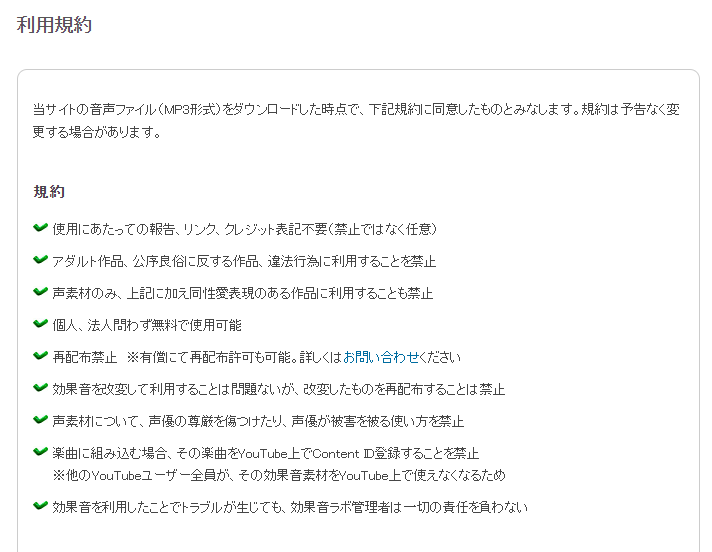 利用規約
当サイトの音声ファイル（MP3形式）をダウンロードした時点で、下記規約に同意したものとみなします。規約は予告なく変
更する場合があります。
規約
使用にあたっての報告、リンク、クレジット表記不要（禁止ではなく任意）
アダルト作品、公序良俗に反する作品、違法行為に利用することを禁止
声素材のみ、上記に加え同性愛表現のある作品に利用することも禁止
個人、法人問わず無料で使用可能
再配布禁止　※有償にて再配布許可も可能。詳しくはお問い合わせください
効果音を改変して利用することは問題ないが、改変したものを再配布することは禁止
声素材について、声優の尊厳を傷つけたり、声優が被害を被る使い方を禁止
楽曲に組み込む場合、その楽曲をYouTube上でContent ID登録することを禁止
※他のYouTubeユーザー全員が、その効果音素材をYouTube上で使えなくなるため
効果音を利用したことでトラブルが生じても、効果音ラボ管理者は一切の責任を負わない